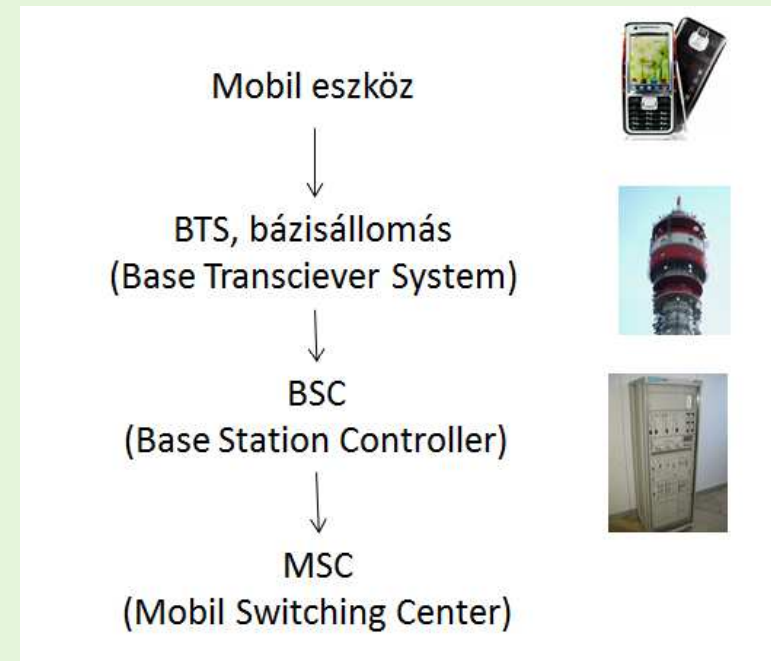 Mobil eszköz
BTS, bázisállomás
(Base Transciever System)
BSC
(Base Station Controller)
MSC
(Mobil Switching Center)